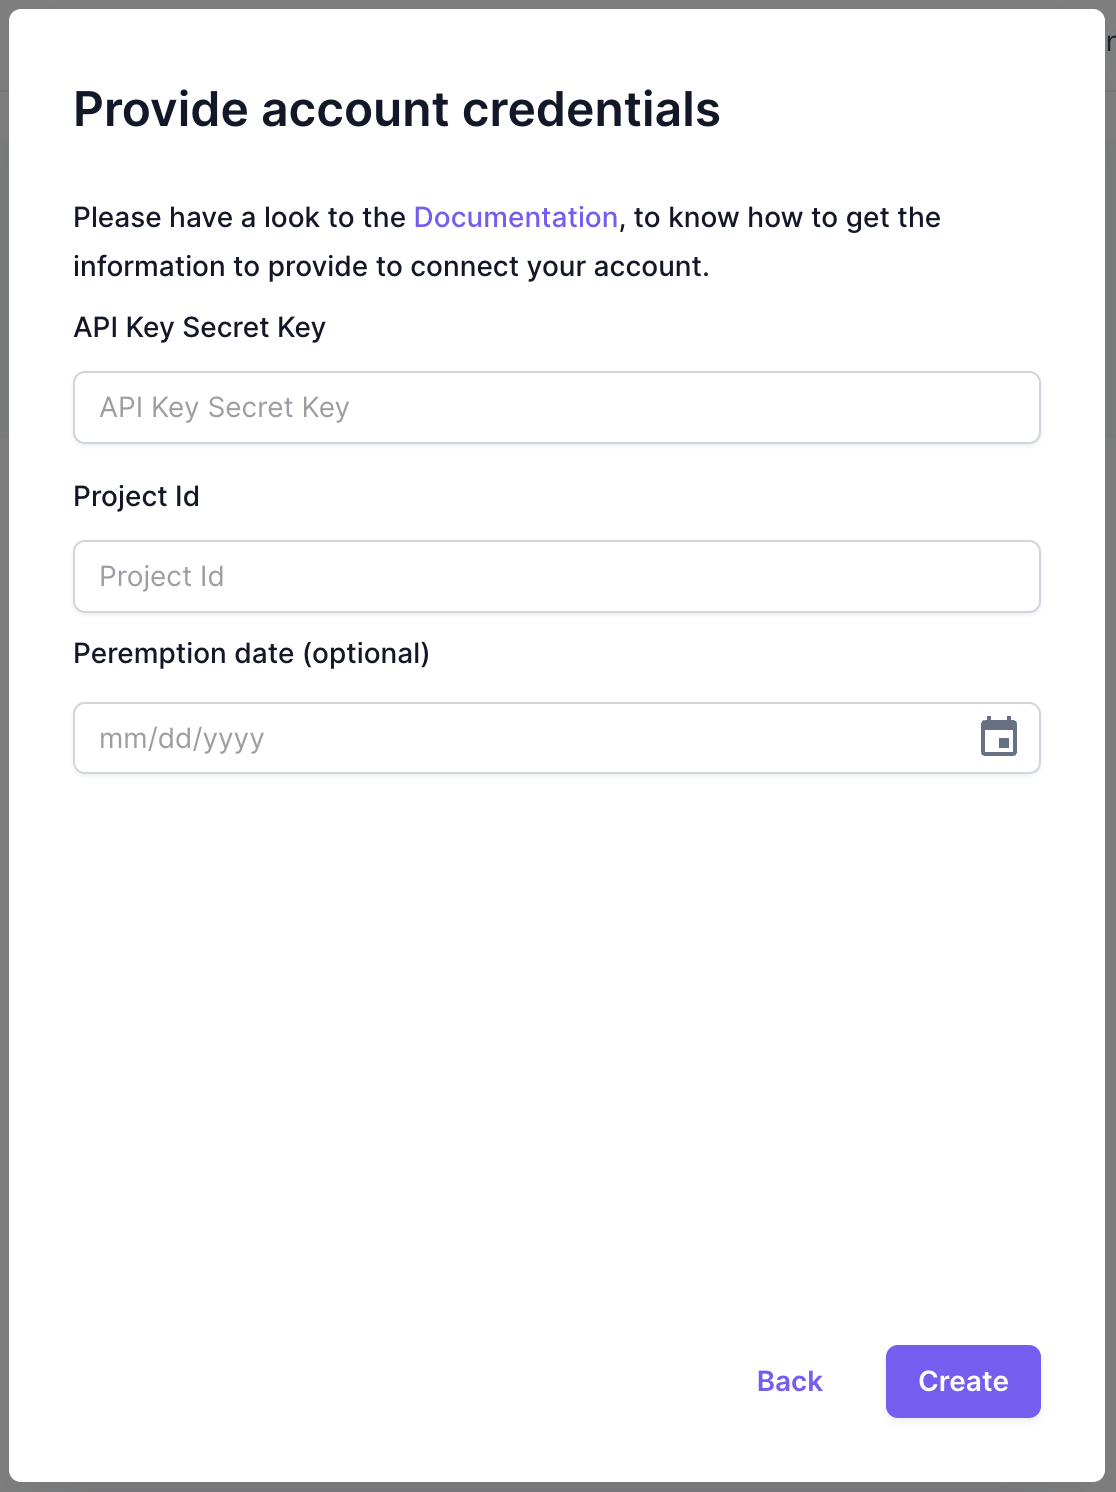 Provide account credentials
Please have a look to the Documentation, to know how to get the
information to provide to connect your account.
API Key Secret Key
API Key Secret Key
Project Id
Project Id
Peremption date (optional)
mm/dd/yyyy
Back
Create